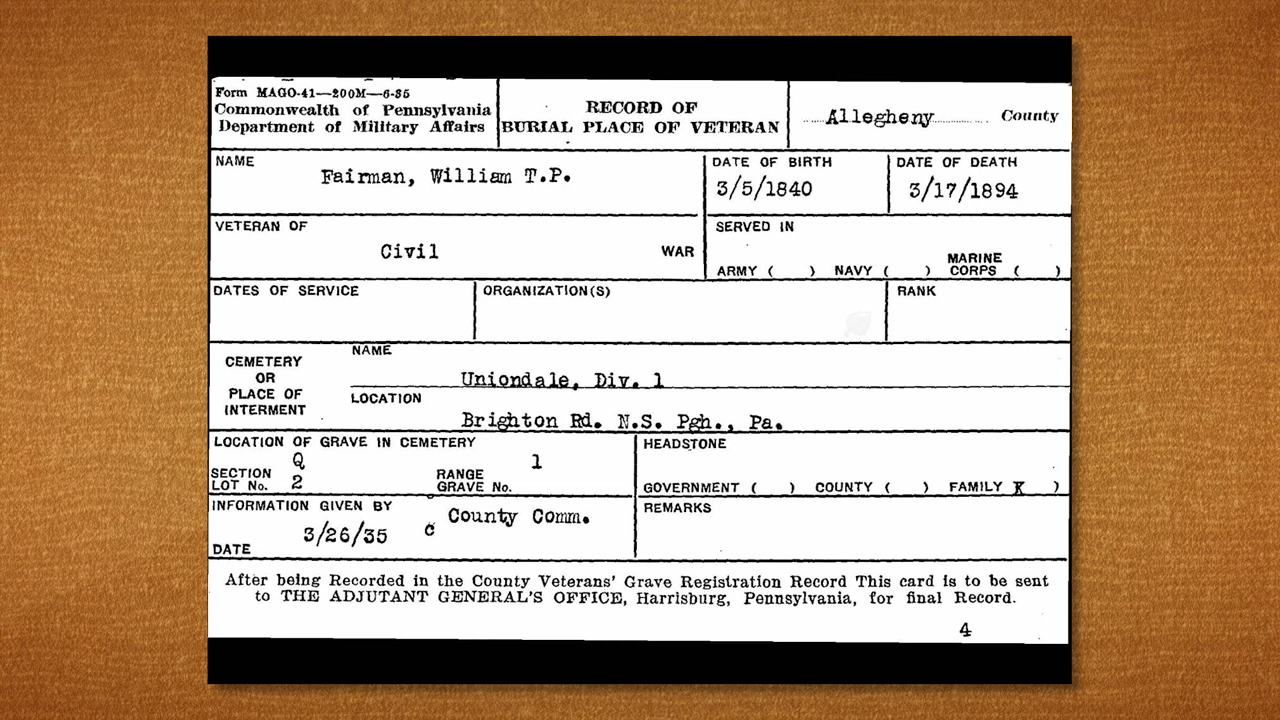 Form MAGO-41—200M—6-35
Commonwealth of Pennsylvania
Department of Military Affairs
RECORD OF
BURIAL PLACE OF VETERAN
Allegheny County
NAME
Fairman, William T.P.
DATE OF BIRTH
3/5/1840
DATE OF DEATH
3/17/1894
VETERAN OF
Civil WAR
SERVED IN
ARMY ( ) NAVY ( ) MARINE CORPS ( )
DATES OF SERVICE
ORGANIZATION(S)
RANK
CEMETERY
OR
PLACE OF
INTERMENT
NAME
Uniondale, Div. 1
LOCATION
Brighton Rd. N.S. Pgh., Pa.
LOCATION OF GRAVE IN CEMETERY
SECTION Q
LOT No. 2
RANGE 1
GRAVE No.
HEADSTONE
GOVERNMENT ( ) COUNTY ( ) FAMILY X )
INFORMATION GIVEN BY
c County Comm.
DATE 3/26/35
REMARKS
After being Recorded in the County Veterans' Grave Registration Record This card is to be sent
to THE ADJUTANT GENERAL'S OFFICE, Harrisburg, Pennsylvania, for final Record.
4